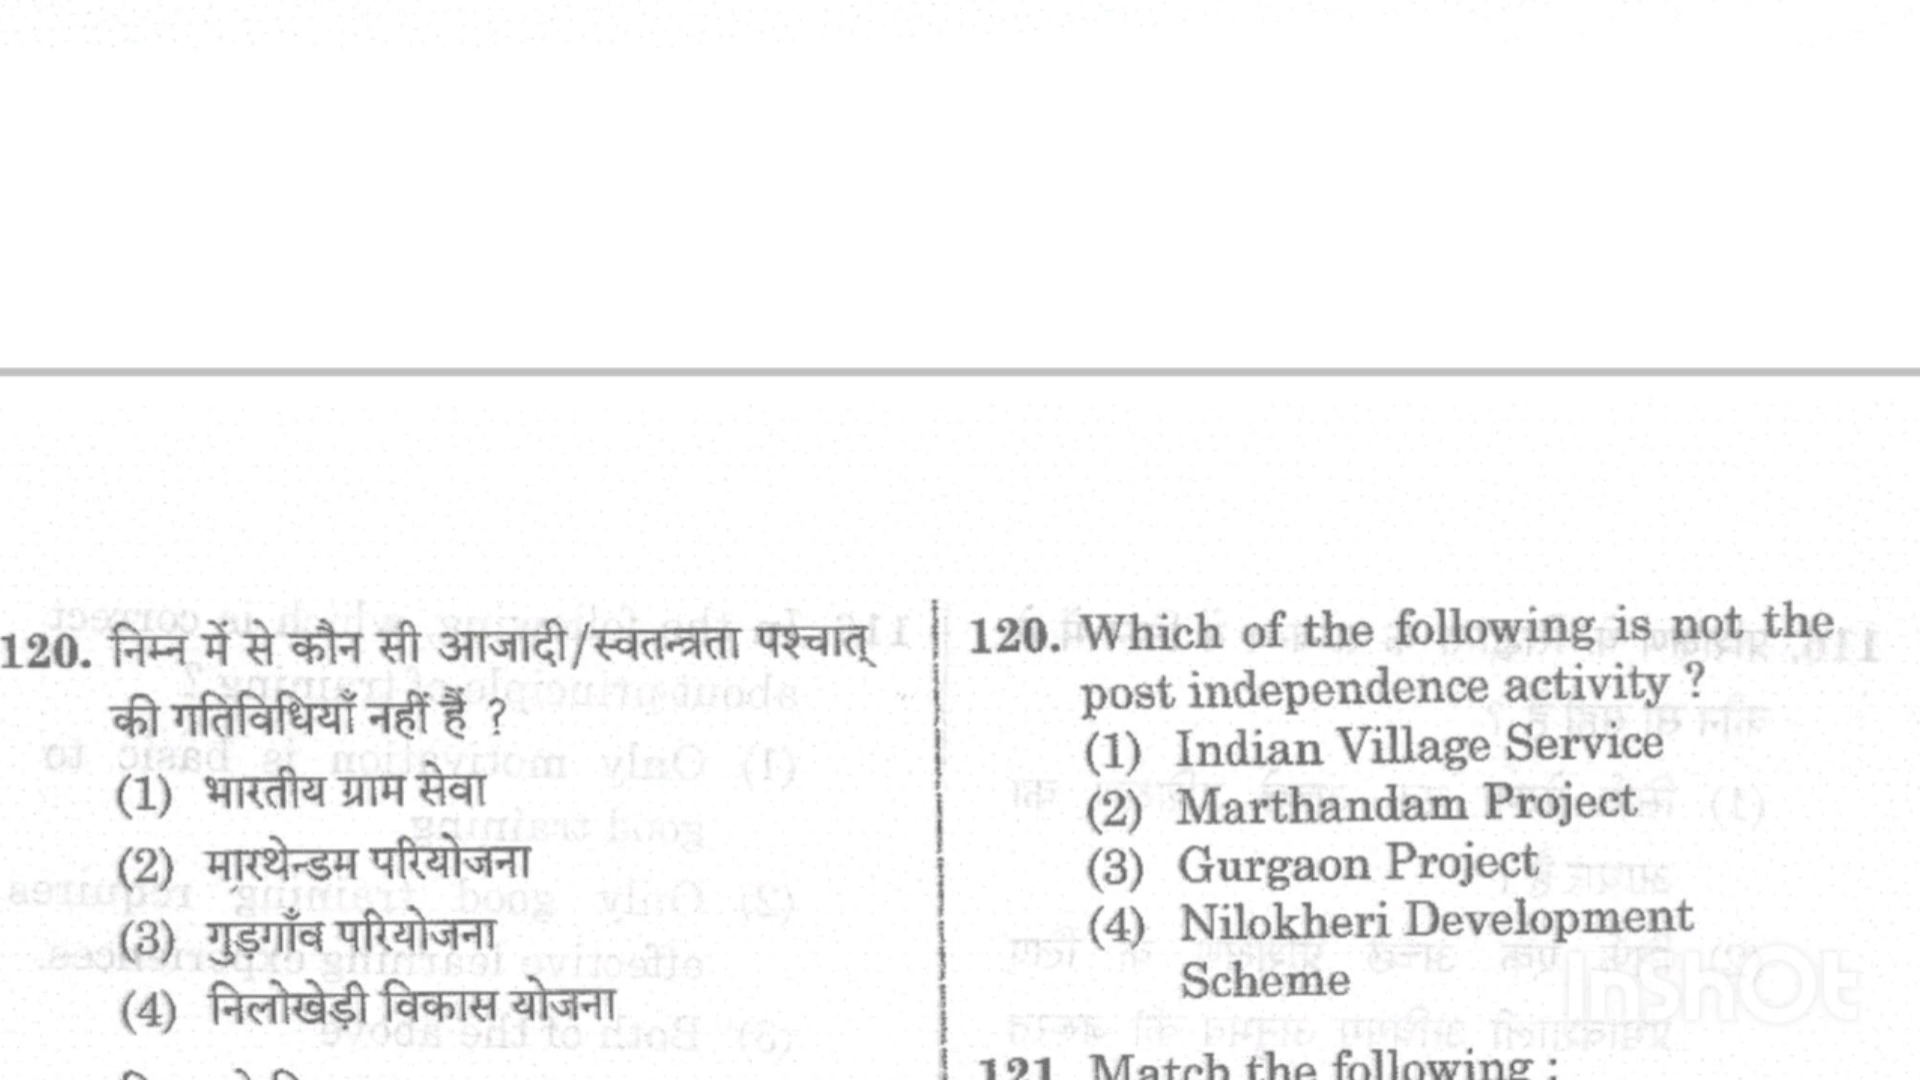 120. निम्न में से कौन सी आजादी/स्वतन्त्रता पश्चात्
की गतिविधियाँ नहीं हैं ?
(1) भारतीय ग्राम सेवा
(2) मारथेन्डम परियोजना
(3) गुड़गाँव परियोजना
(4) निलोखेड़ी विकास योजना
120. Which of the following is not the
post independence activity ?
(1) Indian Village Service
(2) Marthandam Project
(3) Gurgaon Project
(4) Nilokheri Development
Scheme
121. Match the following :
InShOt